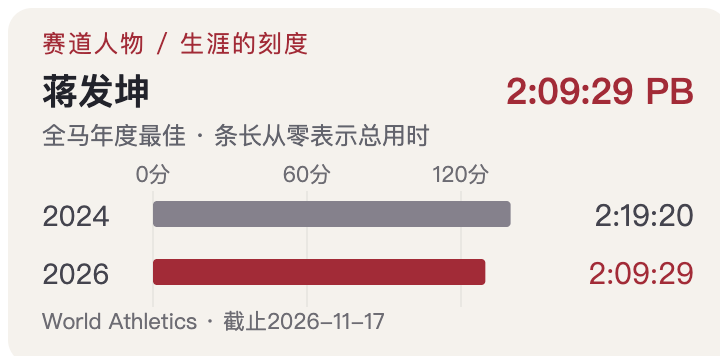 赛道人物 / 生涯的刻度
蒋发坤 2:09:29 PB
全马年度最佳 · 条长从零表示总用时
0分 60分 120分
2024 2:19:20
2026 2:09:29
World Athletics · 截止2026-11-17